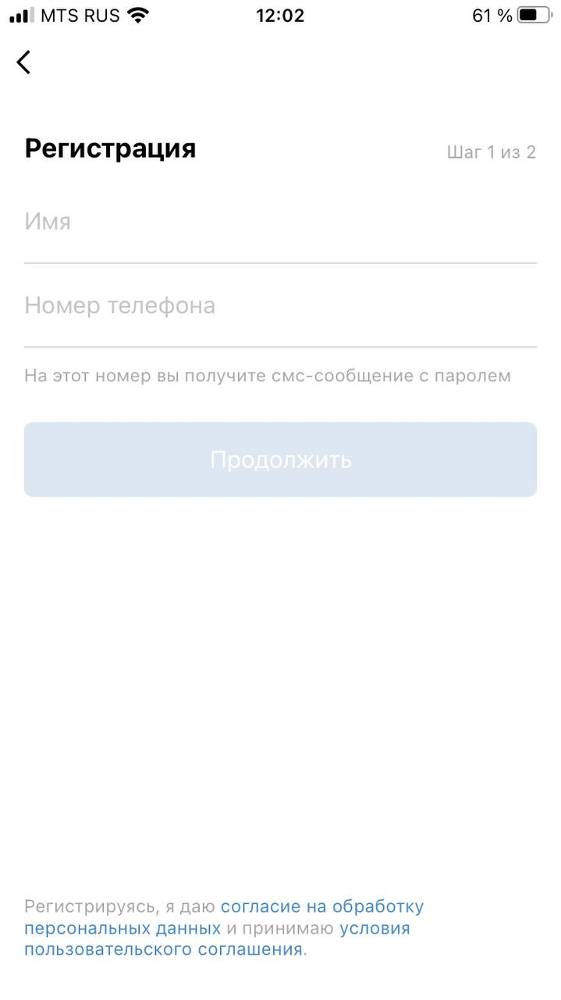 MTS RUS 12:02 61 %
Регистрация Шаг 1 из 2
Имя
Номер телефона
На этот номер вы получите смс-сообщение с паролем
Продолжить
Регистрируясь, я даю согласие на обработку
персональных данных и принимаю условия
пользовательского соглашения.